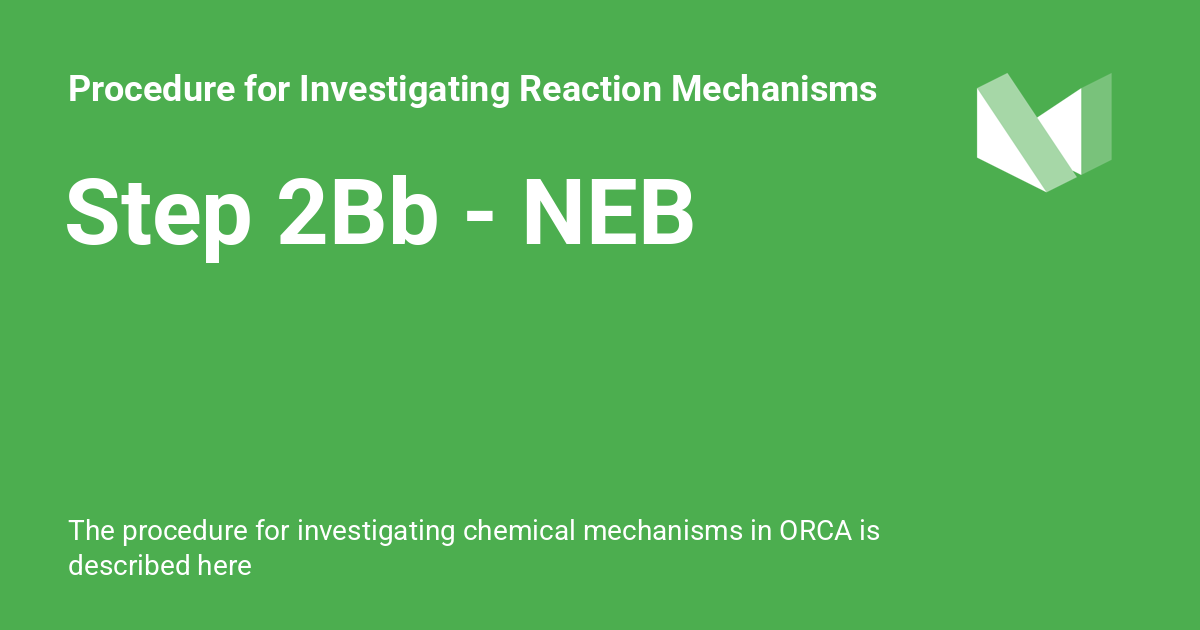 Procedure for Investigating Reaction Mechanisms
Step 2Bb - NEB
The procedure for investigating chemical mechanisms in ORCA is
described here